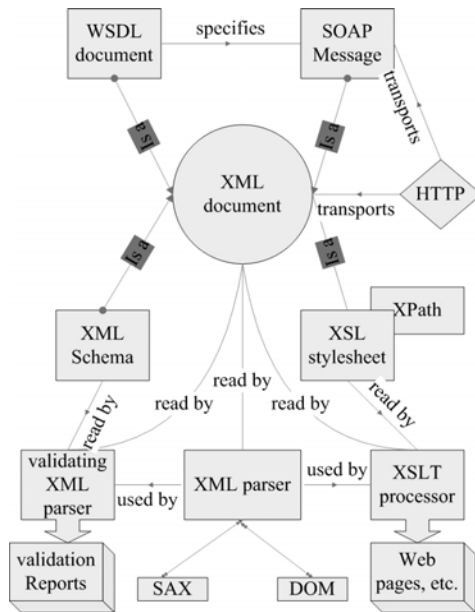 WSDL
document
specifies
SOAP
Message
transports
Is a
Is a
XML
document
HTTP
transports
Is a
Is a
XPath
XML
Schema
XSL
stylesheet
read by
read by
read by
read by
read by
validating
XML
parser
used by
XML parser
used by
XSLT
processor
validation
Reports
SAX
DOM
Web
pages, etc.